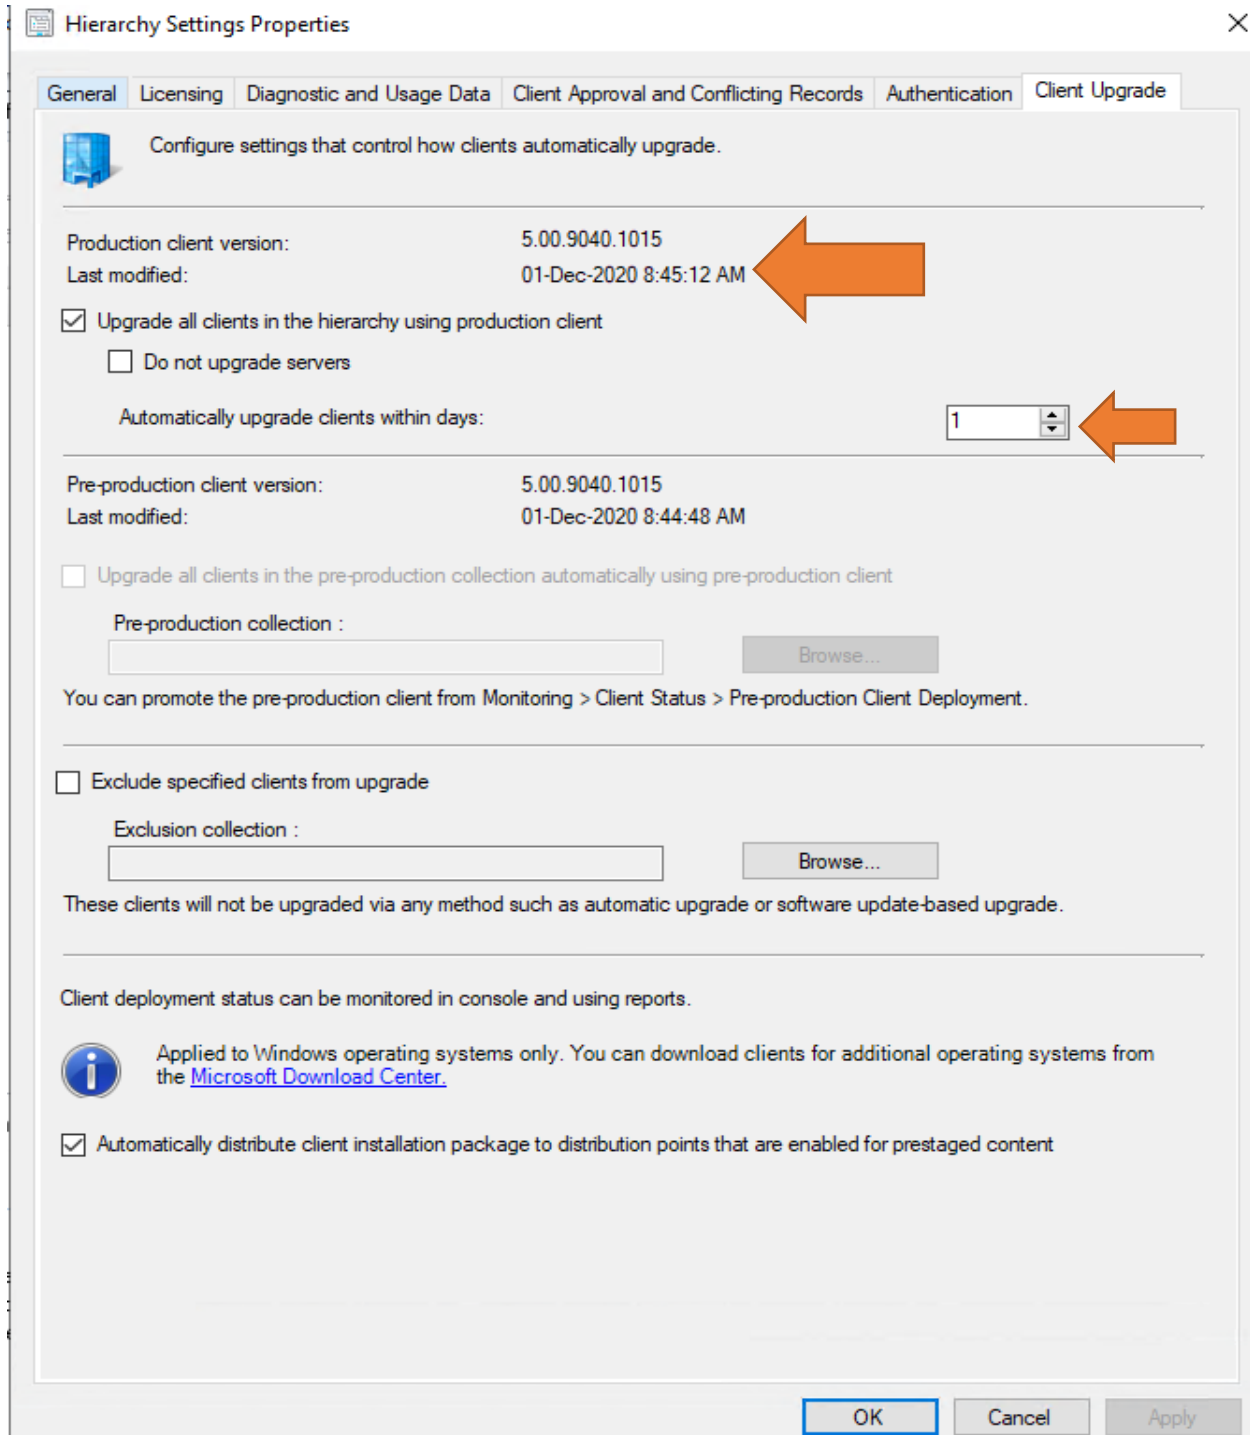 Hierarchy Settings Properties
General Licensing Diagnostic and Usage Data Client Approval and Conflicting Records Authentication Client Upgrade
Configure settings that control how clients automatically upgrade.
Production client version: 5.00.9040.1015
Last modified: 01-Dec-2020 8:45:12 AM
Upgrade all clients in the hierarchy using production client
Do not upgrade servers
Automatically upgrade clients within days: 1
Pre-production client version: 5.00.9040.1015
Last modified: 01-Dec-2020 8:44:48 AM
Upgrade all clients in the pre-production collection automatically using pre-production client
Pre-production collection :
Browse...
You can promote the pre-production client from Monitoring > Client Status > Pre-production Client Deployment.
Exclude specified clients from upgrade
Exclusion collection :
Browse...
These clients will not be upgraded via any method such as automatic upgrade or software update-based upgrade.
Client deployment status can be monitored in console and using reports.
Applied to Windows operating systems only. You can download clients for additional operating systems from
the Microsoft Download Center.
Automatically distribute client installation package to distribution points that are enabled for prestaged content
OK Cancel Apply